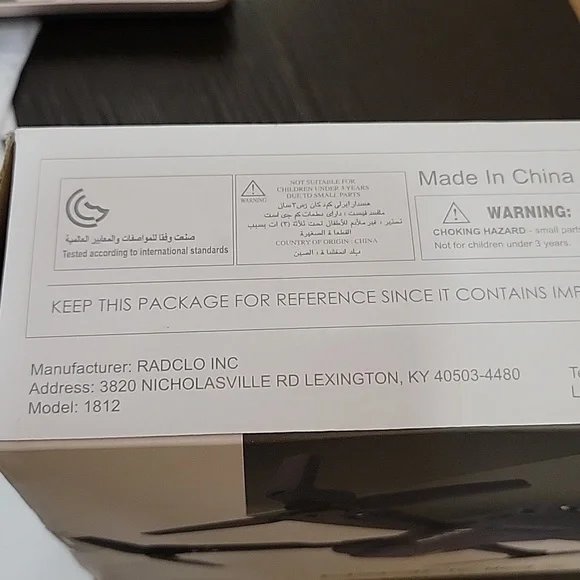 Made In China
NOT SUITABLE FOR
CHILDREN UNDER 3 YEARS
DUE TO SMALL PARTS
WARNING
COUNTRY OF ORIGIN : CHINA
صنعت وفقا للمواصفات والمعايير العالمية
Tested according to international standards
WARNING:
CHOKING HAZARD - small parts
Not for children under 3 years.
KEEP THIS PACKAGE FOR REFERENCE SINCE IT CONTAINS
Manufacturer: RADCLO INC
Address: 3820 NICHOLASVILLE RD LEXINGTON, KY 40503-4480
Model: 1812